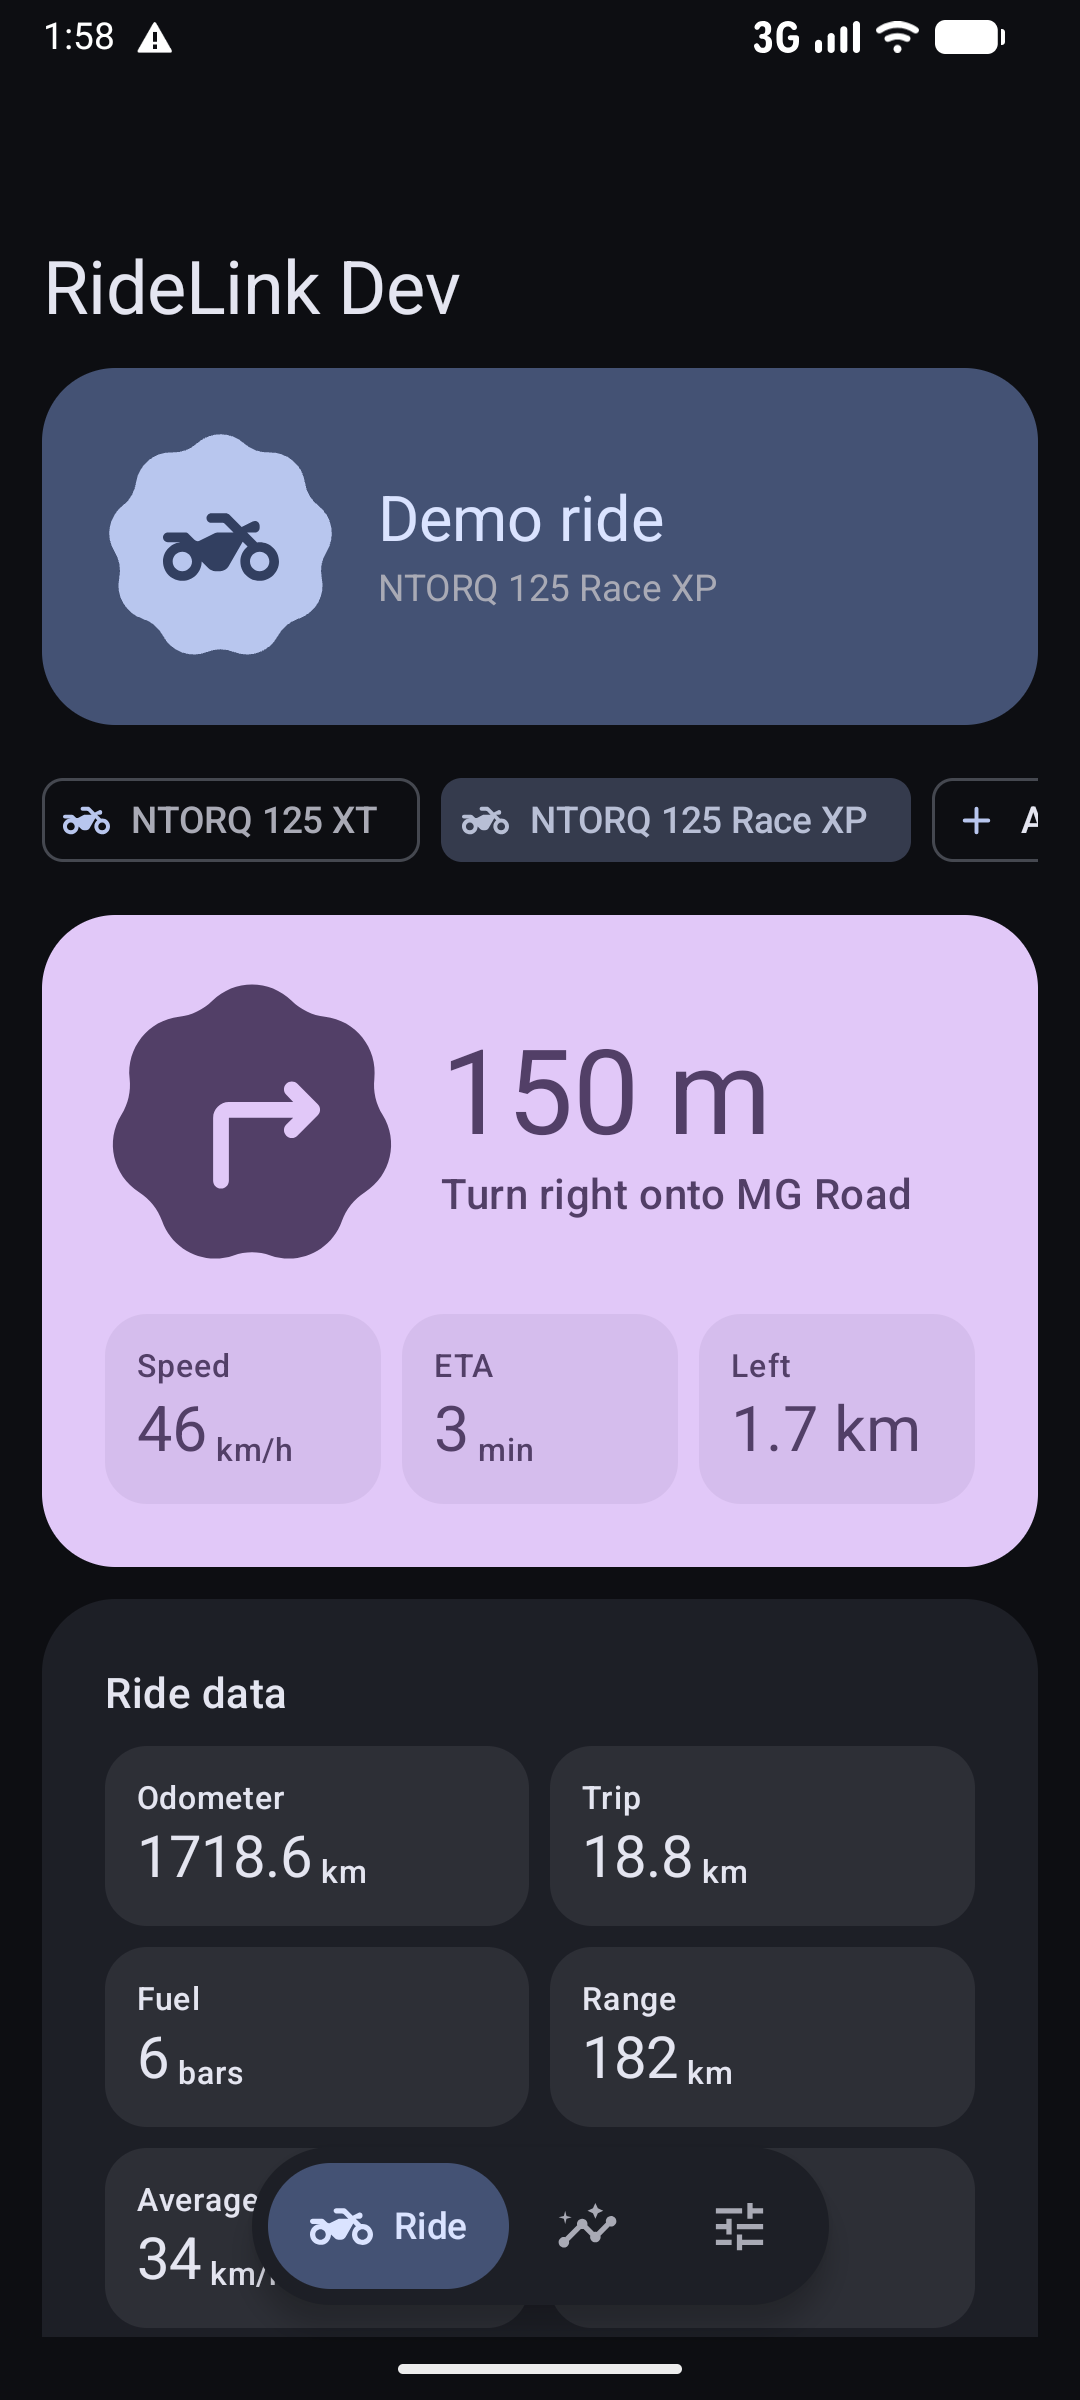 1:58
3G
RideLink Dev
Demo ride
NTORQ 125 Race XP
NTORQ 125 XT
NTORQ 125 Race XP
150 m
Turn right onto MG Road
Speed
46 km/h
ETA
3 min
Left
1.7 km
Ride data
Odometer
1718.6 km
Trip
18.8 km
Fuel
6 bars
Range
182 km
Average
34 km/
Ride